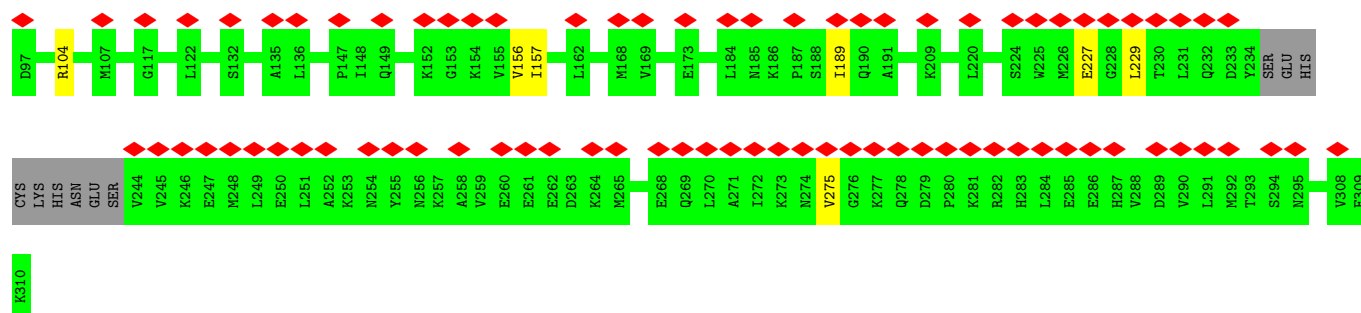 D97 R104 M107 G117 L122 S132 A135 L136 P147 I148 Q149 K152 G153 K154 V155 V156 I157 L162 M168 V169 E173 L184 N185 K186 P187 S188 I189 Q190 A191 K209 L220 S224 W225 M226 E227 G228 L229 T230 L231 Q232 D233 Y234 SER GLU HIS
CYS LYS HIS ASN GLU SER V244 V245 K246 E247 M248 L249 E250 L251 A252 K253 N254 Y255 N256 K257 A258 V259 E260 E261 E262 D263 K264 M265 E268 Q269 L270 A271 I272 K273 N274 V275 G276 K277 Q278 D279 P280 K281 R282 H283 L284 E285 E286 H287 V288 D289 V290 L291 M292 T293 S294 N295 V308 E309
K310